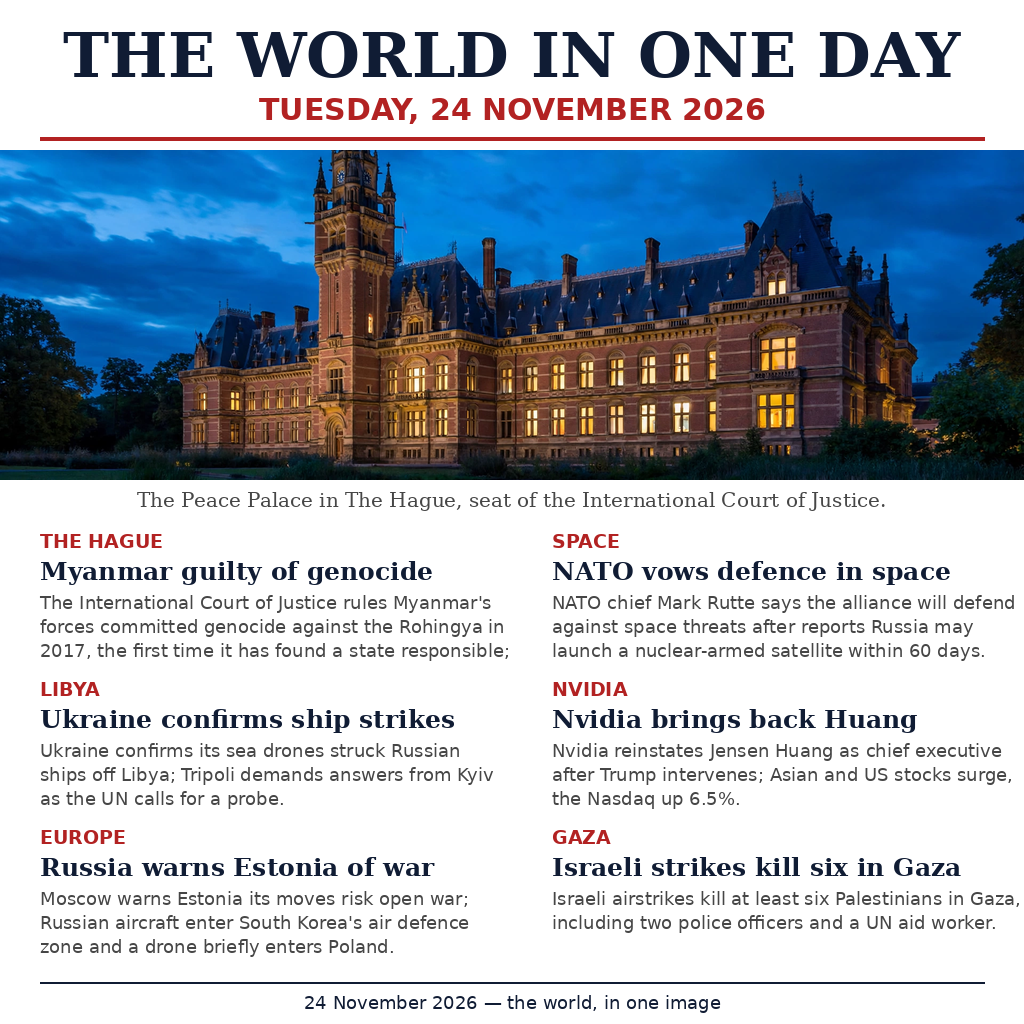 THE WORLD IN ONE DAY
TUESDAY, 24 NOVEMBER 2026
The Peace Palace in The Hague, seat of the International Court of Justice.
THE HAGUE
Myanmar guilty of genocide
The International Court of Justice rules Myanmar's
forces committed genocide against the Rohingya in
2017, the first time it has found a state responsible;
LIBYA
Ukraine confirms ship strikes
Ukraine confirms its sea drones struck Russian
ships off Libya; Tripoli demands answers from Kyiv
as the UN calls for a probe.
EUROPE
Russia warns Estonia of war
Moscow warns Estonia its moves risk open war;
Russian aircraft enter South Korea's air defence
zone and a drone briefly enters Poland.
SPACE
NATO vows defence in space
NATO chief Mark Rutte says the alliance will defend
against space threats after reports Russia may
launch a nuclear-armed satellite within 60 days.
NVIDIA
Nvidia brings back Huang
Nvidia reinstates Jensen Huang as chief executive
after Trump intervenes; Asian and US stocks surge,
the Nasdaq up 6.5%.
GAZA
Israeli strikes kill six in Gaza
Israeli airstrikes kill at least six Palestinians in Gaza,
including two police officers and a UN aid worker.
24 November 2026 — the world, in one image